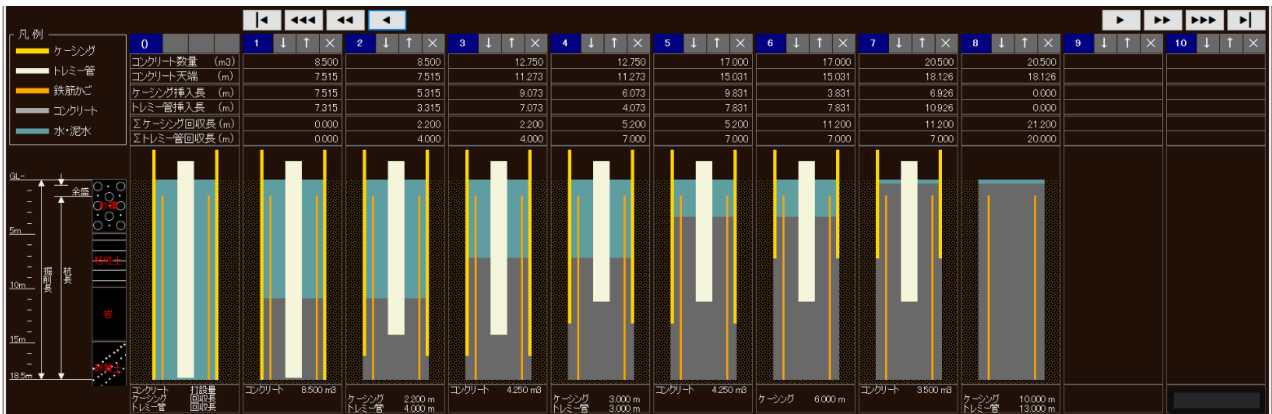 凡例
ケーシング
トレミー管
鉄筋かご
コンクリート
水・泥水
0 1 ↓ ↑ × 2 ↓ ↑ × 3 ↓ ↑ × 4 ↓ ↑ × 5 ↓ ↑ × 6 ↓ ↑ × 7 ↓ ↑ × 8 ↓ ↑ × 9 ↓ ↑ × 10 ↓ ↑ ×
コンクリート数量 (m3) 8.500 8.500 12.750 12.750 17.000 17.000 20.500 20.500
コンクリート天端 (m) 7.515 7.515 11.273 11.273 15.031 15.031 18.126 18.126
ケーシング挿入長 (m) 7.515 5.315 9.073 6.073 9.831 3.831 6.926 0.000
トレミー管挿入長 (m) 7.315 3.315 7.073 4.073 7.831 7.831 10.926 0.000
Σケーシング回収長 (m) 0.000 2.200 2.200 5.200 5.200 11.200 11.200 21.200
Σトレミー管回収長 (m) 0.000 4.000 4.000 7.000 7.000 7.000 7.000 20.000
GL-
余盛
5m
粘性土
掘削長
杭長
10m
岩
15m
18.5m
コンクリート 打設量
ケーシング 回収長
トレミー管 回収長
コンクリート 8.500 m3
ケーシング 2.200 m
トレミー管 4.000 m
コンクリート 4.250 m3
ケーシング 3.000 m
トレミー管 3.000 m
コンクリート 4.250 m3
ケーシング 6.000 m
コンクリート 3.500 m3
ケーシング 10.000 m
トレミー管 13.000 m